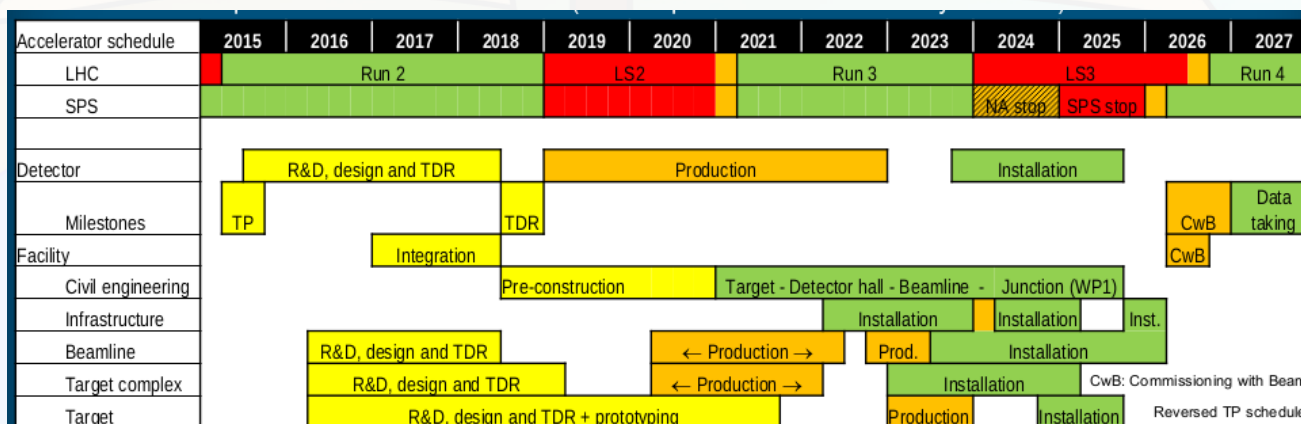 Accelerator schedule 2015 2016 2017 2018 2019 2020 2021 2022 2023 2024 2025 2026 2027
LHC Run 2 LS2 Run 3 LS3 Run 4
SPS NA stop SPS stop
Detector R&D, design and TDR Production Installation
Milestones TP TDR CwB Data taking
Facility Integration CwB
Civil engineering Pre-construction Target - Detector hall - Beamline - Junction (WP1)
Infrastructure Installation Installation Inst.
Beamline R&D, design and TDR ← Production → Prod. Installation
Target complex R&D, design and TDR ← Production → Installation CwB: Commissioning with Bean
Target R&D, design and TDR + prototyping Production Installation Reversed TP schedule